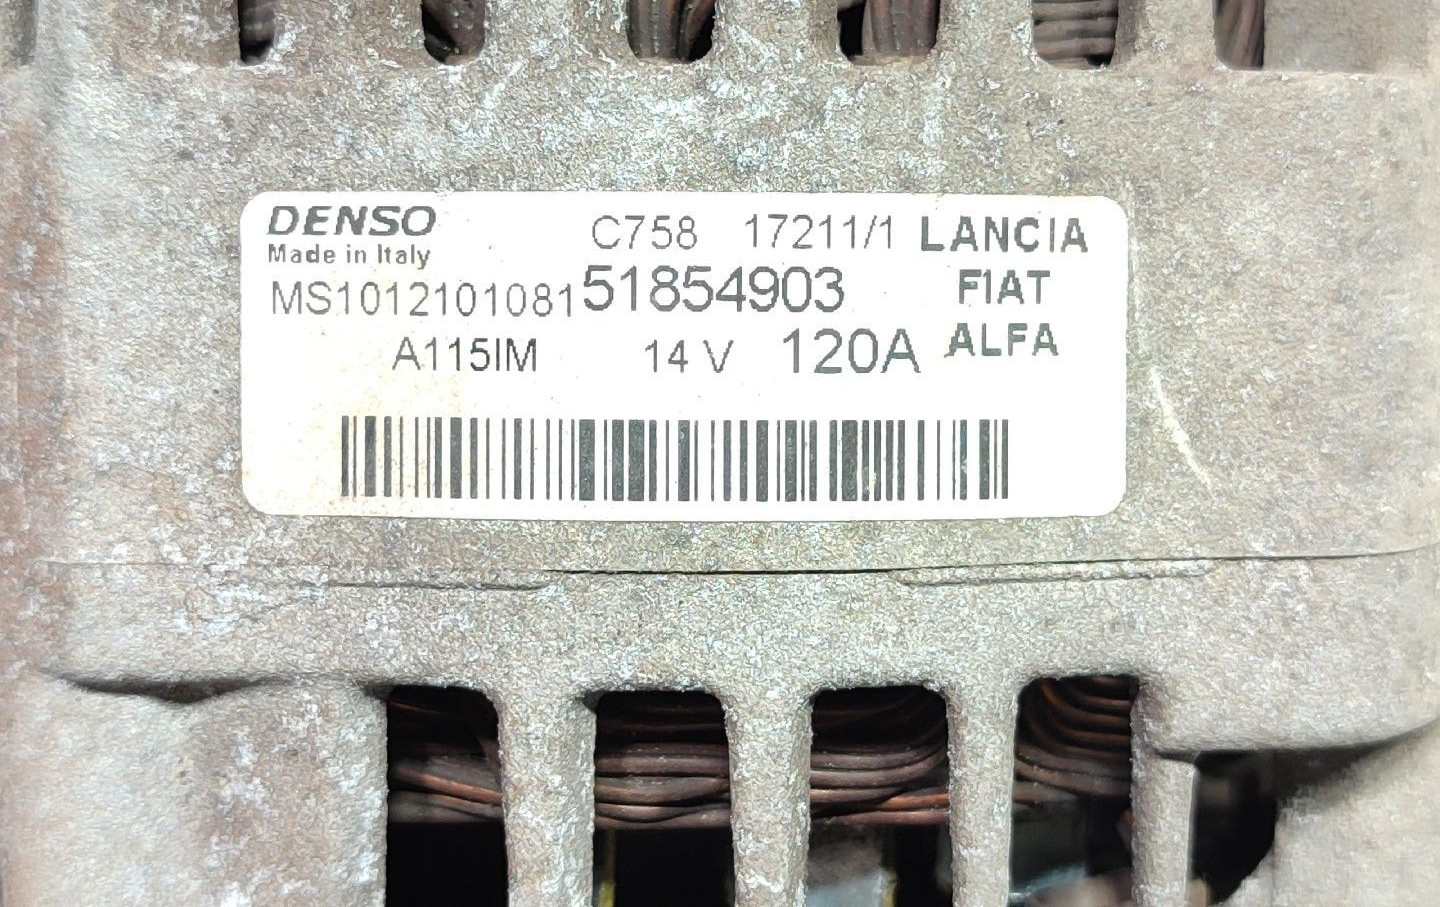 DENSO C758 17211/1 LANCIA
Made in Italy
MS1012101081 51854903 FIAT
A115IM 14 V 120A ALFA